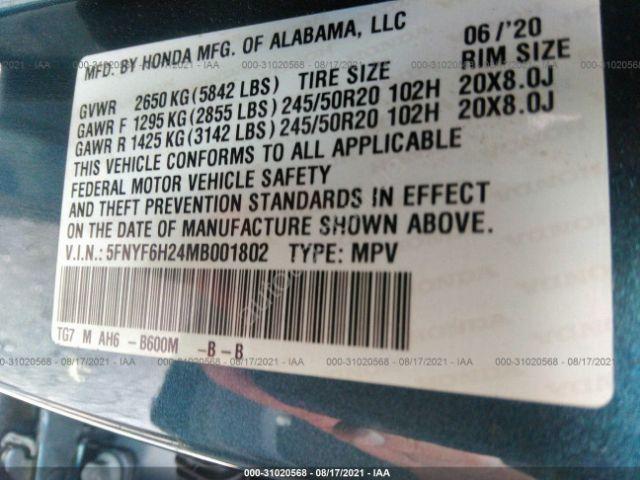 MFD. BY HONDA MFG. OF ALABAMA, LLC 06/'20
GVWR 2650 KG (5842 LBS) TIRE SIZE RIM SIZE
GAWR F 1295 KG (2855 LBS) 245/50R20 102H 20X8.0J
GAWR R 1425 KG (3142 LBS) 245/50R20 102H 20X8.0J
THIS VEHICLE CONFORMS TO ALL APPLICABLE
FEDERAL MOTOR VEHICLE SAFETY
AND THEFT PREVENTION STANDARDS IN EFFECT
ON THE DATE OF MANUFACTURE SHOWN ABOVE.
V.I.N.: 5FNYF6H24MB001802 TYPE: MPV
TG7 M AH6 -B600M -B -B
000-31020568 - 08/17/2021 - IAA